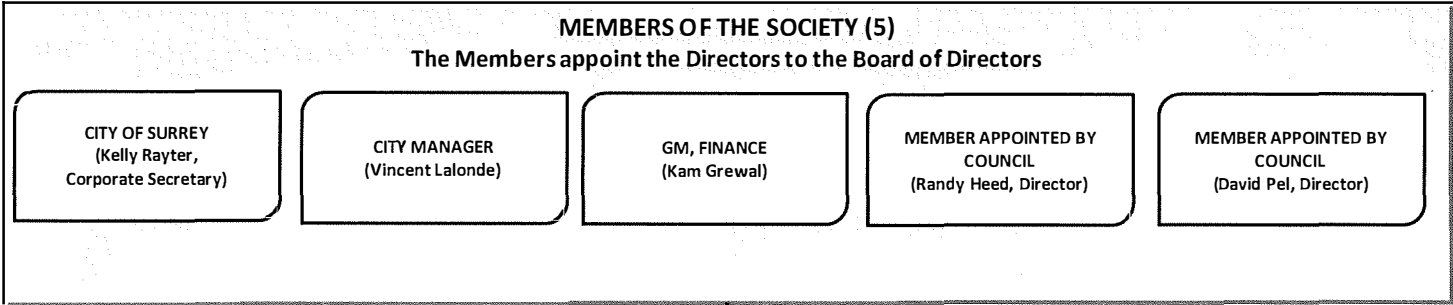 MEMBERS OF THE SOCIETY (5)
The Members appoint the Directors to the Board of Directors
CITY OF SURREY
(Kelly Rayter,
Corporate Secretary)
CITY MANAGER
(Vincent Lalonde)
GM, FINANCE
(Kam Grewal)
MEMBER APPOINTED BY
COUNCIL
(Randy Heed, Director)
MEMBER APPOINTED BY
COUNCIL
(David Pel, Director)